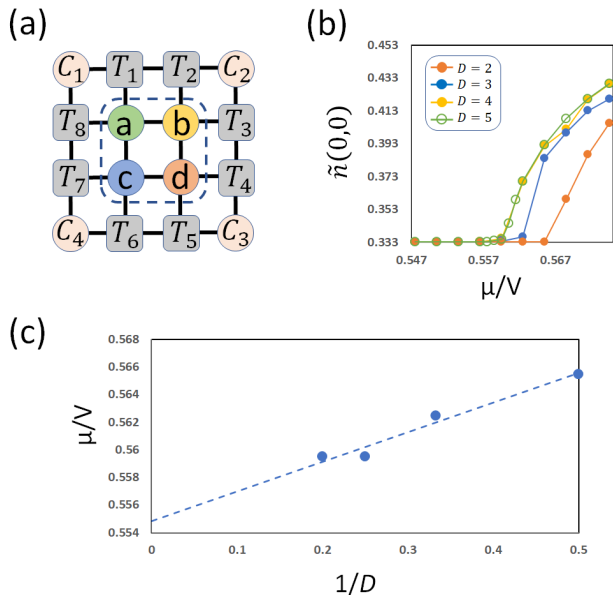 (a)
C1 T1 T2 C2
T8 a b T3
T7 c d T4
C4 T6 T5 C3
(b)
ñ(0,0)
0.453
0.433
0.413
0.393
0.373
0.353
0.333
D = 2
D = 3
D = 4
D = 5
0.547 0.557 0.567
μ/V
(c)
μ/V
0.568
0.566
0.564
0.562
0.56
0.558
0.556
0.554
0 0.1 0.2 0.3 0.4 0.5
1/D